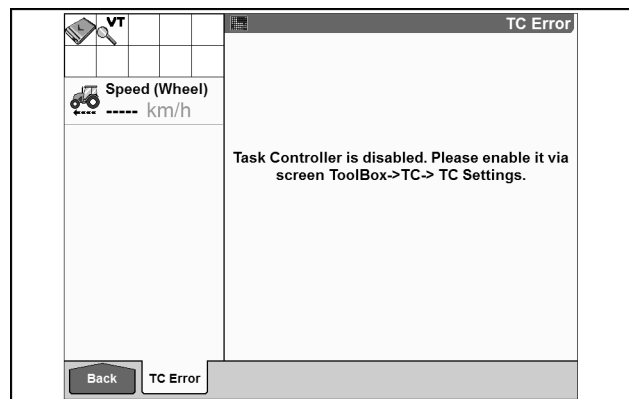 VT
TC Error
Speed (Wheel)
----- km/h
Task Controller is disabled. Please enable it via
screen ToolBox->TC-> TC Settings.
Back
TC Error